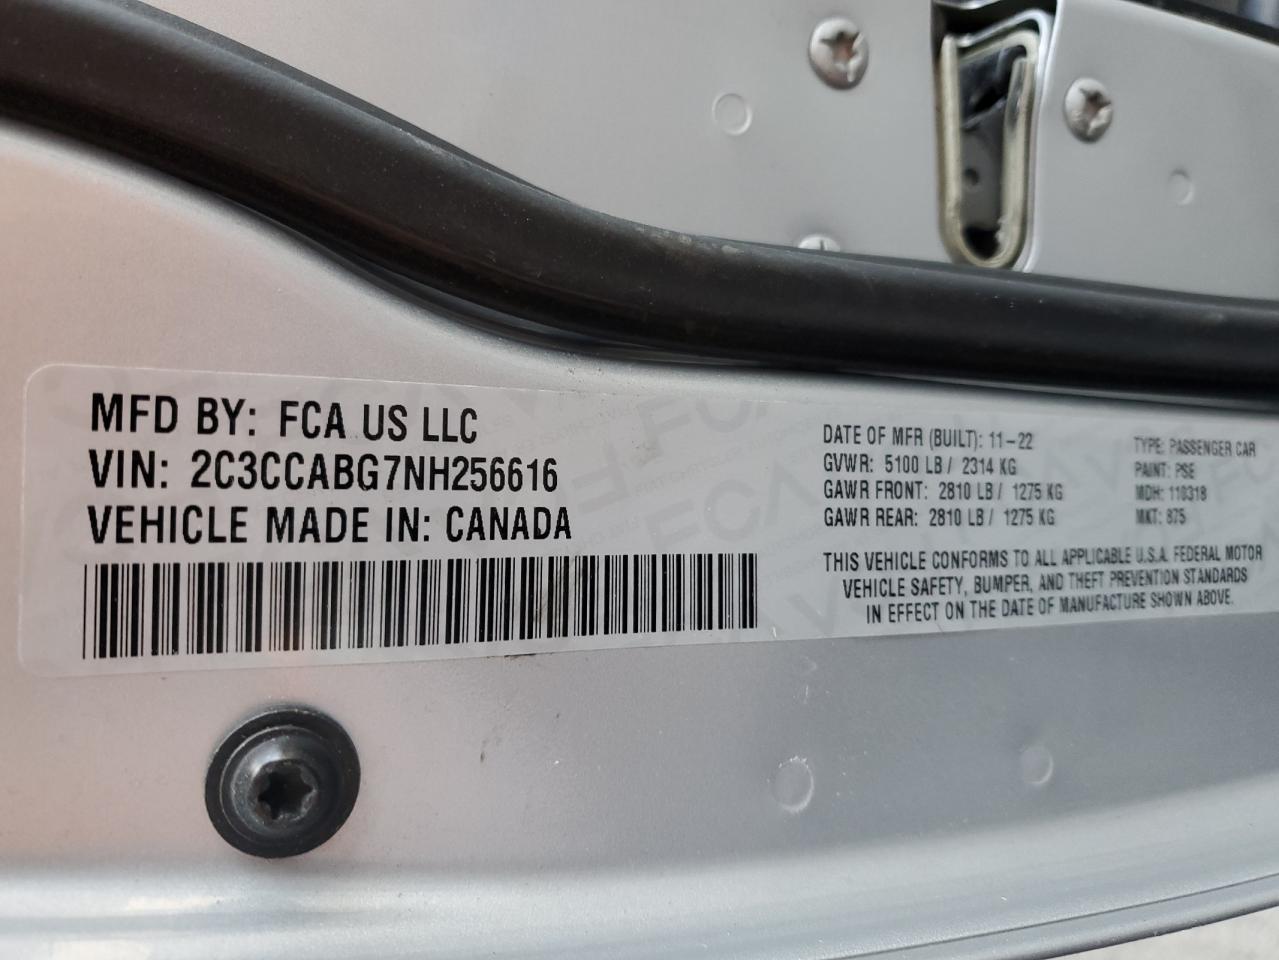 MFD BY: FCA US LLC
VIN: 2C3CCABG7NH256616
VEHICLE MADE IN: CANADA
DATE OF MFR (BUILT): 11-22
GVWR: 5100 LB / 2314 KG
GAWR FRONT: 2810 LB / 1275 KG
GAWR REAR: 2810 LB / 1275 KG
TYPE: PASSENGER CAR
PAINT: PSE
MDH: 110318
MKT: 875
THIS VEHICLE CONFORMS TO ALL APPLICABLE U.S.A. FEDERAL MOTOR
VEHICLE SAFETY, BUMPER, AND THEFT PREVENTION STANDARDS
IN EFFECT ON THE DATE OF MANUFACTURE SHOWN ABOVE.